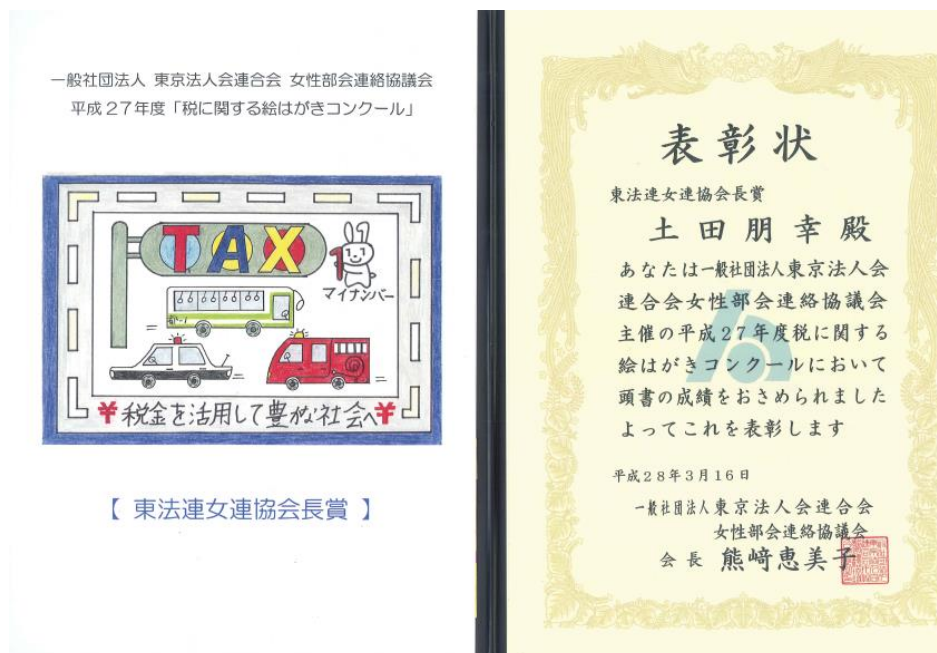 一般社団法人 東京法人会連合会 女性部会連絡協議会
平成27年度「税に関する絵はがきコンクール」
TAX
マイナンバー
¥税金を活用して豊かな社会へ¥
【 東法連女連協会長賞 】
表彰状
東法連女連協会長賞
土田朋幸殿
あなたは一般社団法人東京法人会
連合会女性部会連絡協議会
主催の平成27年度税に関する
絵はがきコンクールにおいて
頭書の成績をおさめられました
よってこれを表彰します
平成28年3月16日
一般社団法人東京法人会連合会
女性部会連絡協議会
会長 熊﨑恵美子